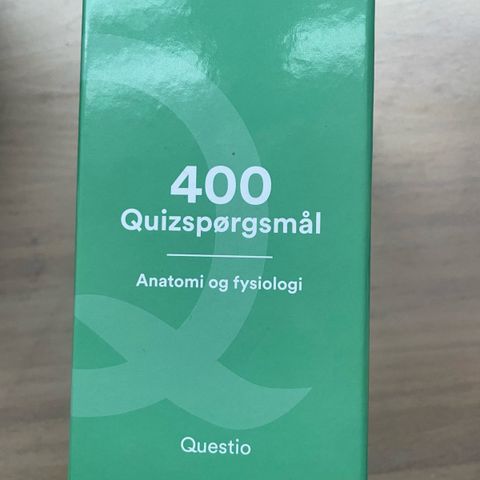 400
Quizspørgsmål
Anatomi og fysiologi
Questio